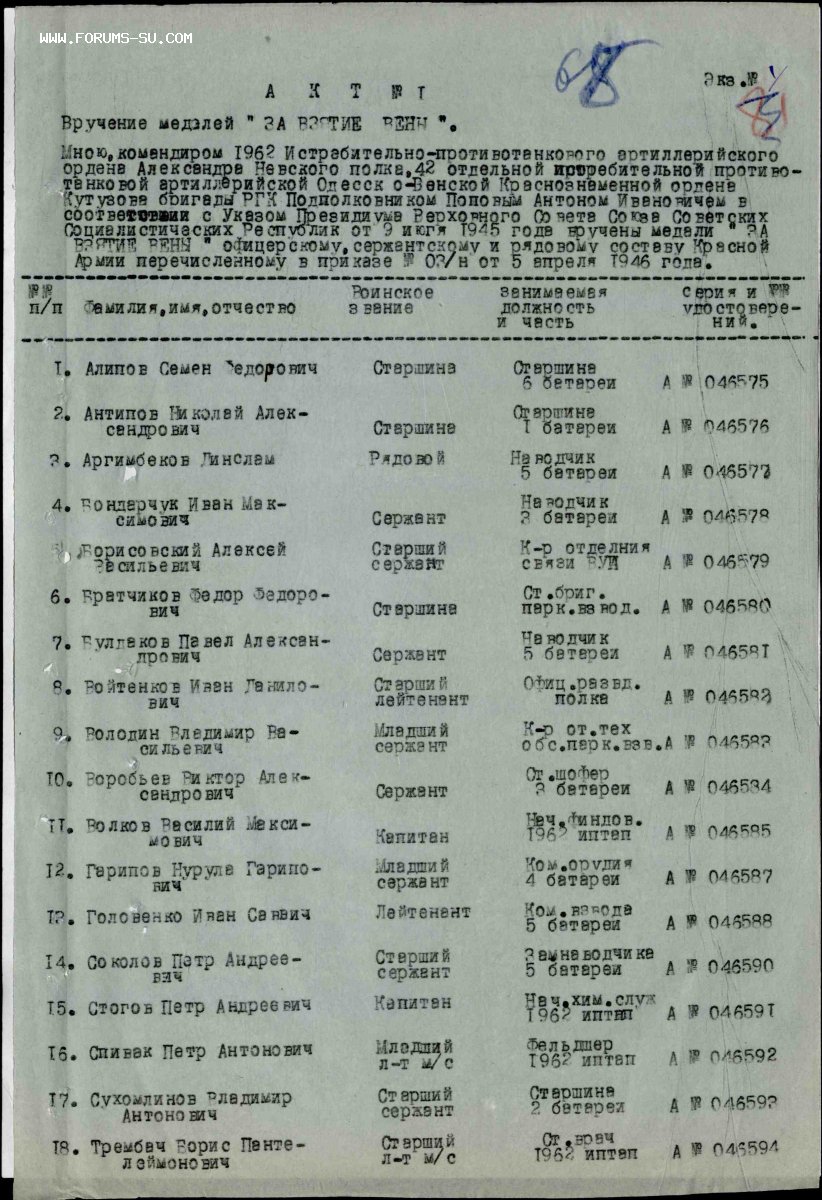 WWW.FORUMS-SU.COM
68
Экз.№
А К Т № I
Вручение медалей " ЗА ВЗЯТИЕ ВЕНЫ ".
Мною,командиром 1962 Истребительно-противотанкового артиллерийского
ордена Александра Невского полка,42 отдельной истребительной противо-
танковой артиллерийской Одесск о-Венской Краснознаменной ордена
Кутузова бригады РГК Подполковником Поповым Антоном Ивановичем в
соответствии с Указом Президиума Верховного Совета Союза Советских
Социалистических Республик от 9 июня 1945 года вручены медали " ЗА
ВЗЯТИЕ ВЕНЫ " офицерскому,сержантскому и рядовому составу Красной
Армии перечисленному в приказе № 03/н от 5 апреля 1946 года.
№№ Воинское занимаемая серия и №№
п/п Фамилия,имя,отчество звание должность удостовере-
и часть ний.
1. Алипов Семен Федорович Старшина Старшина
6 батареи А № 046575
2. Антипов Николай Алек- Старшина
сандрович Старшина 1 батареи А № 046576
3. Аргимбеков Динслам Рядовой Наводчик
5 батареи А № 046577
4. Бондарчук Иван Мак- Наводчик
симович Сержант 3 батареи А № 046578
5. Борисовский Алексей Старший К-р отделния
Васильевич сержант связи ВУП А № 046579
6. Братчиков Федор Федоро- Ст.бриг.
вич Старшина парк.взвод. А № 046580
7. Булдаков Павел Алексан- Наводчик
дрович Сержант 5 батареи А № 046581
8. Войтенков Иван Данило- Старший Офиц.развд.
вич лейтенант полка А № 046582
9. Володин Владимир Ва- Младший К-р от.тех
сильевич сержант обс.парк.взв. А № 046583
10. Воробьев Виктор Алек- Ст.шофер
сандрович Сержант 3 батареи А № 046584
11. Волков Василий Макси- Нач.финдов.
мович Капитан 1962 иптап А № 046585
12. Гарипов Нурула Гарипо- Младший Ком.орудия
вич сержант 4 батареи А № 046587
13. Головенко Иван Саввич Лейтенант Ком.взвода
5 батареи А № 046588
14. Соколов Петр Андрее- Старший Замнаводчика
вич сержант 5 батареи А № 046590
15. Стогов Петр Андреевич Капитан Нач.хим.служ
1962 иптап А № 046591
16. Спивак Петр Антонович Младший Фельдшер
л-т м/с 1962 иптап А № 046592
17. Сухомлинов Владимир Старший Старшина
Антонович сержант 2 батареи А № 046593
18. Трембач Борис Панте- Старший Ст.врач
леймонович л-т м/с 1962 иптап А № 046594